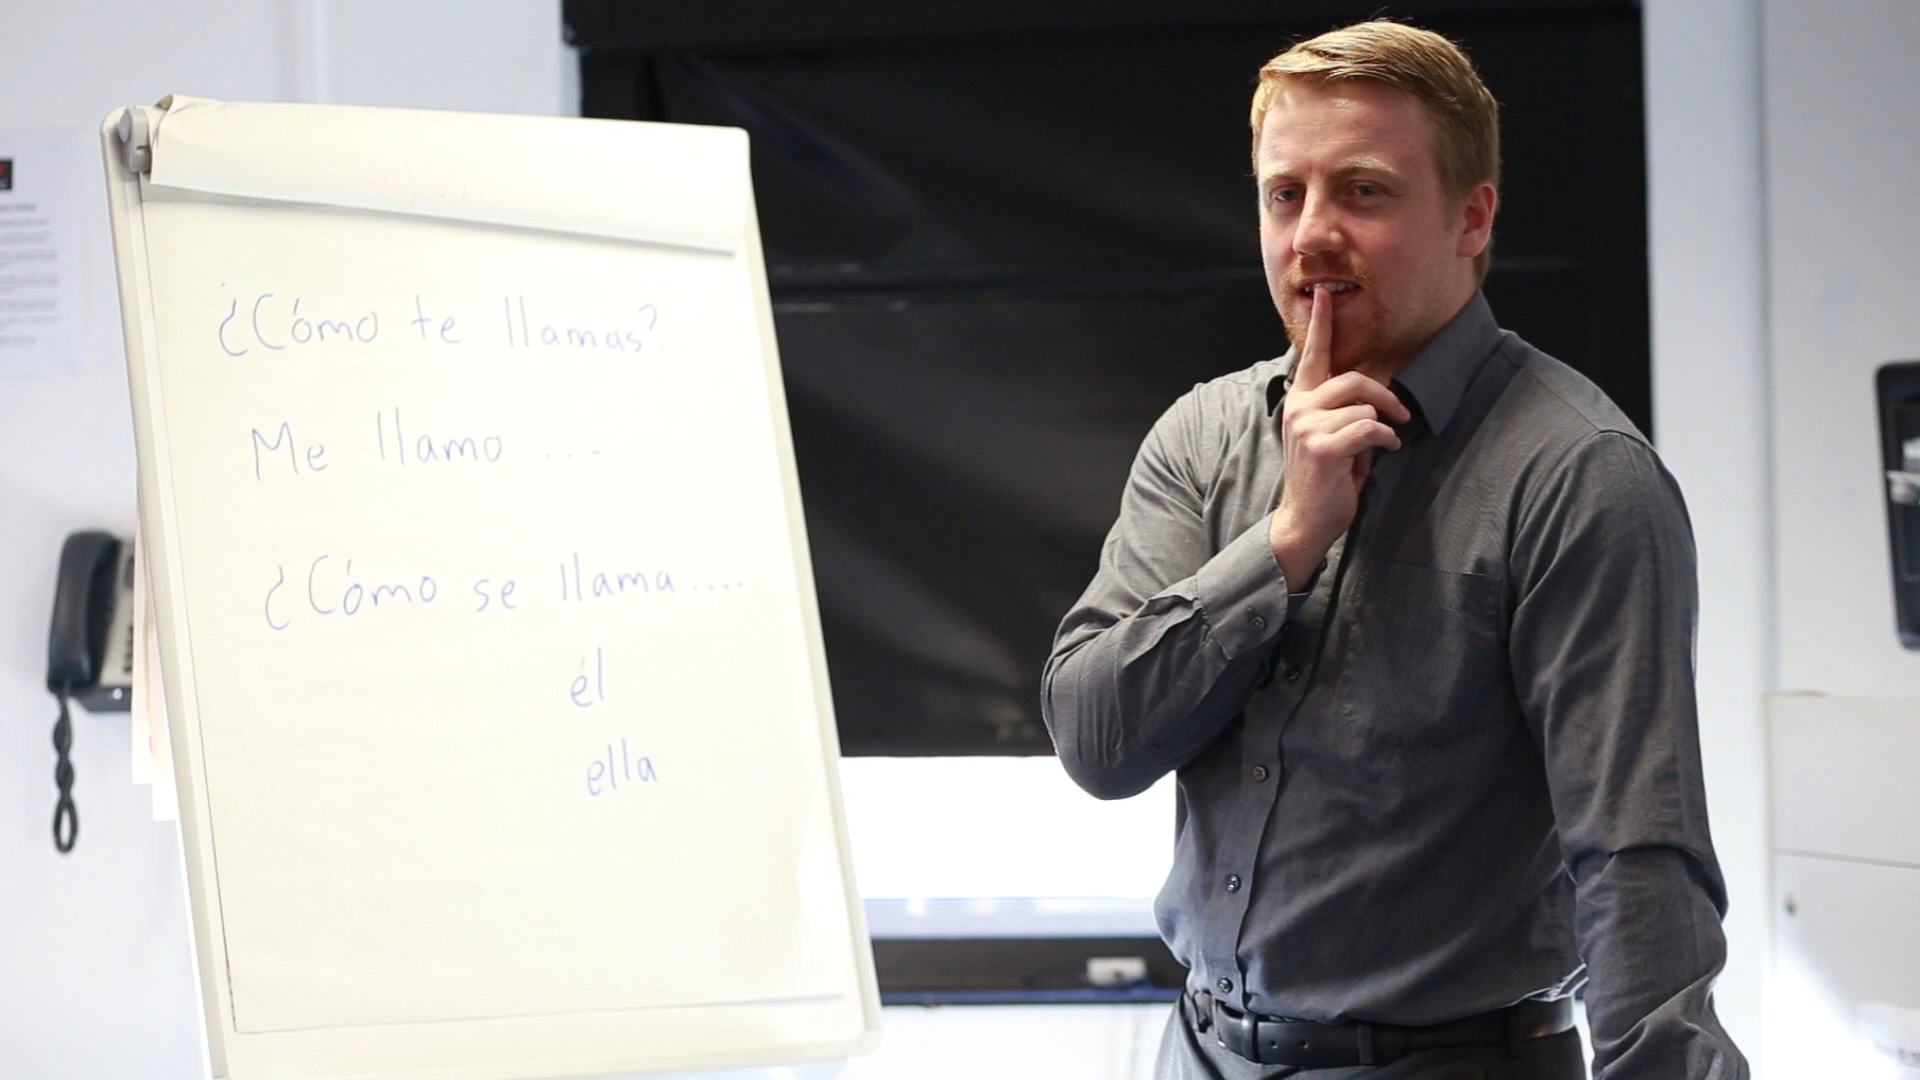 ¿Cómo te llamas?
Me llamo ....
¿Cómo se llama ....
él
ella